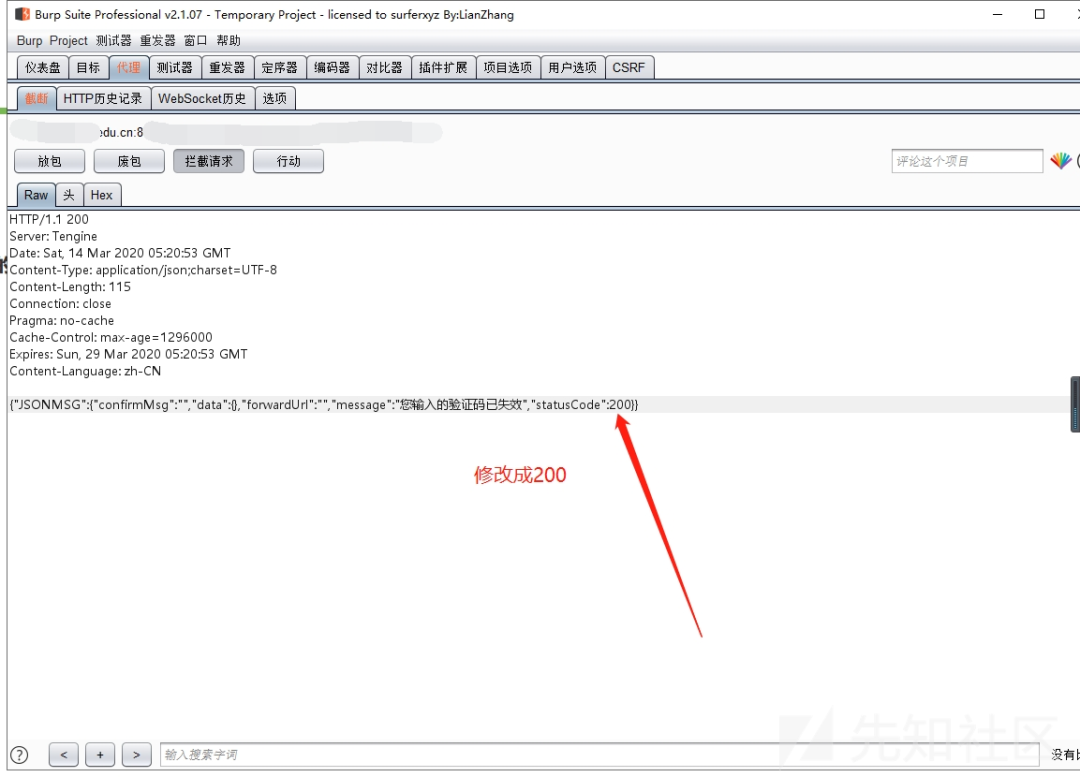 Burp Suite Professional v2.1.07 - Temporary Project - licensed to surferxyz By:LianZhang
Burp Project 测试器 重发器 窗口 帮助
仪表盘 目标 代理 测试器 重发器 定序器 编码器 对比器 插件扩展 项目选项 用户选项 CSRF
截断 HTTP历史记录 WebSocket历史 选项
edu.cn:8
放包 废包 拦截请求 行动 评论这个项目
Raw 头 Hex
HTTP/1.1 200
Server: Tengine
Date: Sat, 14 Mar 2020 05:20:53 GMT
Content-Type: application/json;charset=UTF-8
Content-Length: 115
Connection: close
Pragma: no-cache
Cache-Control: max-age=1296000
Expires: Sun, 29 Mar 2020 05:20:53 GMT
Content-Language: zh-CN
{"JSONMSG":{"confirmMsg":"","data":{},"forwardUrl":"","message":"您输入的验证码已失效","statusCode":200}}
修改成200
先知社区
? < + > 输入搜索字词 没有